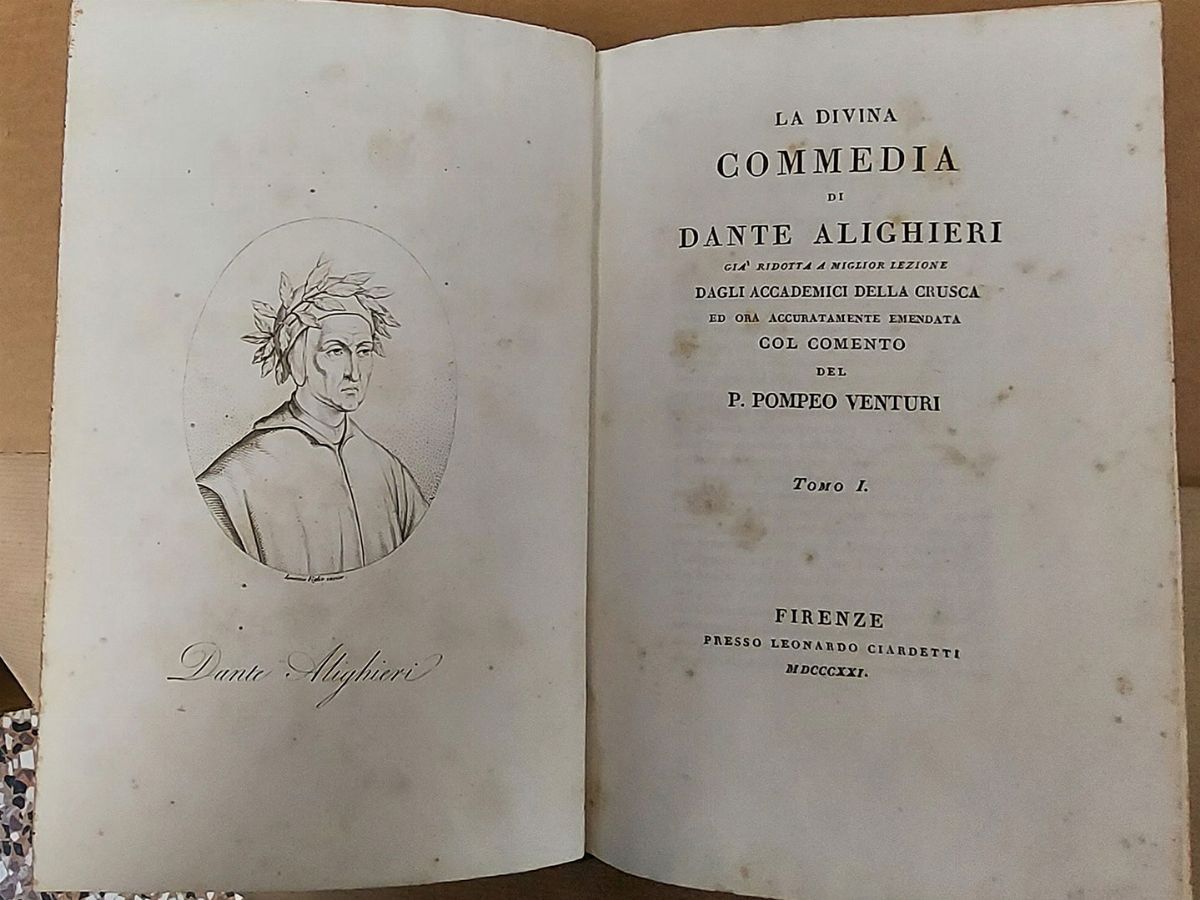 Dante Alighieri
LA DIVINA
COMMEDIA
DI
DANTE ALIGHIERI
GIA' RIDOTTA A MIGLIOR LEZIONE
DAGLI ACCADEMICI DELLA CRUSCA
ED ORA ACCURATAMENTE EMENDATA
COL COMENTO
DEL
P. POMPEO VENTURI
TOMO I.
FIRENZE
PRESSO LEONARDO CIARDETTI
MDCCCXXI.